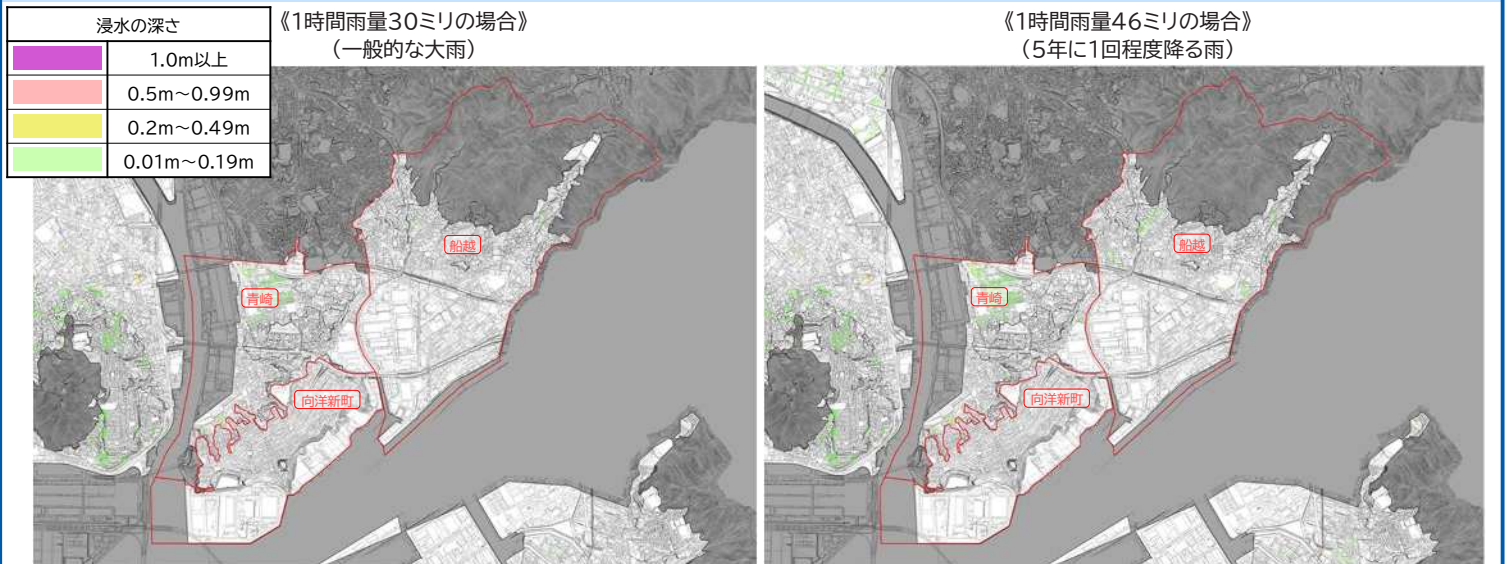 浸水の深さ
1.0m以上
0.5m～0.99m
0.2m～0.49m
0.01m～0.19m
《1時間雨量30ミリの場合》
（一般的な大雨）
船越
青崎
向洋新町
《1時間雨量46ミリの場合》
（5年に1回程度降る雨）
船越
青崎
向洋新町